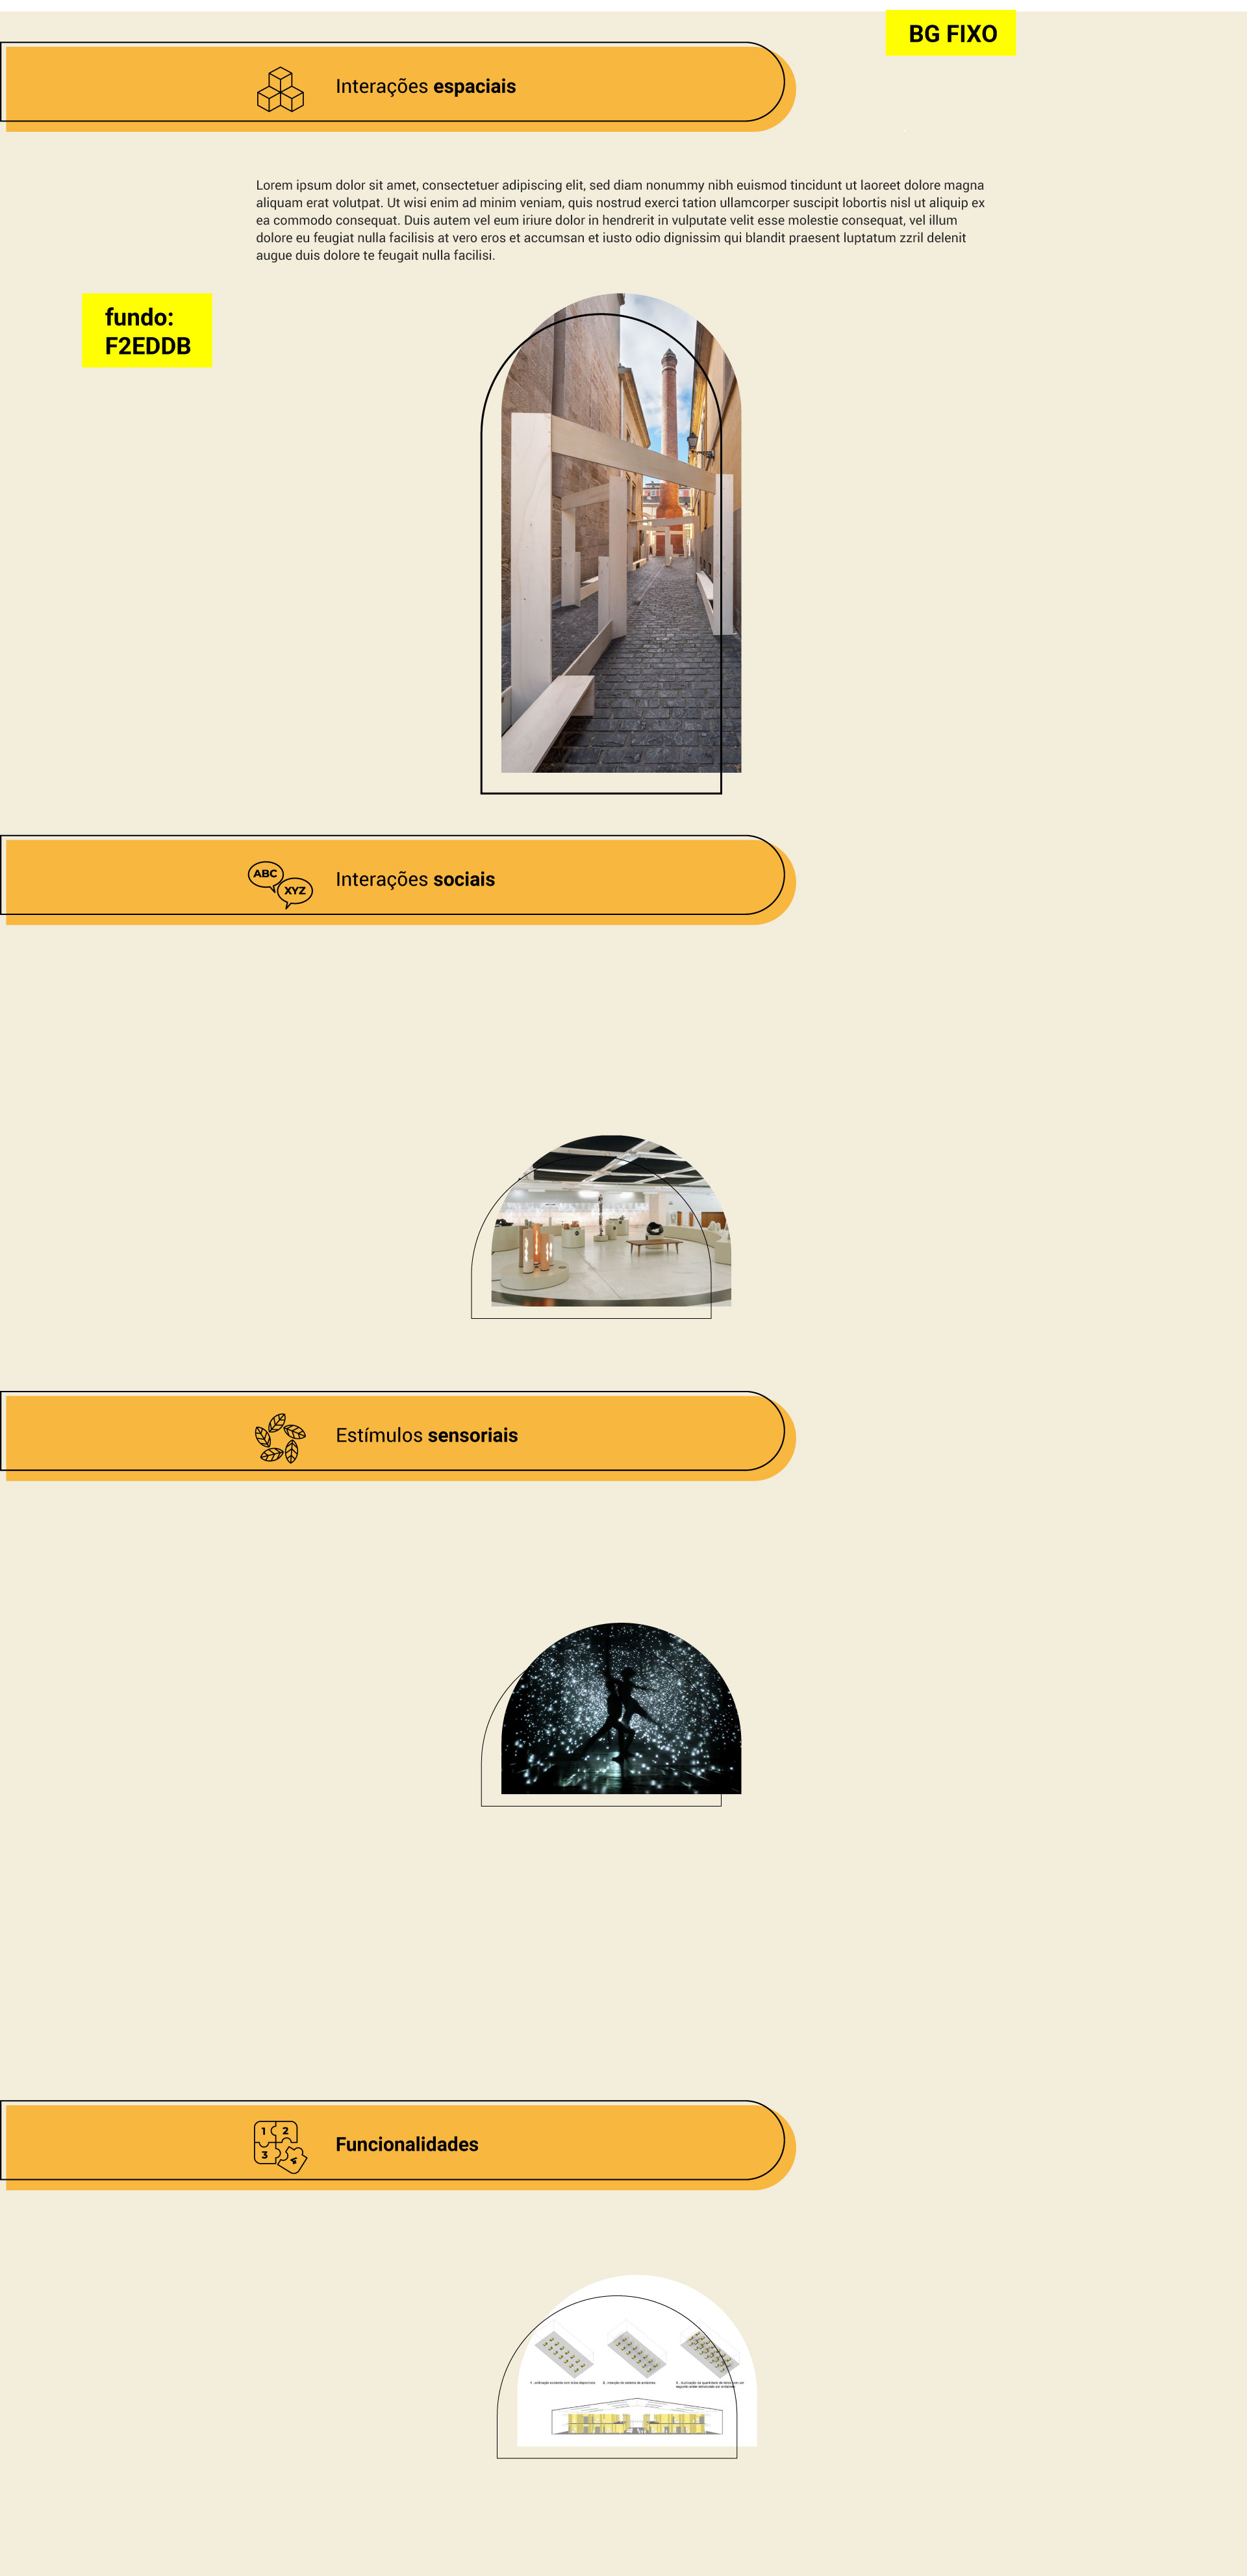 BG FIXO
Interações espaciais
Lorem ipsum dolor sit amet, consectetuer adipiscing elit, sed diam nonummy nibh euismod tincidunt ut laoreet dolore magna
aliquam erat volutpat. Ut wisi enim ad minim veniam, quis nostrud exerci tation ullamcorper suscipit lobortis nisl ut aliquip ex
ea commodo consequat. Duis autem vel eum iriure dolor in hendrerit in vulputate velit esse molestie consequat, vel illum
dolore eu feugiat nulla facilisis at vero eros et accumsan et iusto odio dignissim qui blandit praesent luptatum zzril delenit
augue duis dolore te feugait nulla facilisi.
fundo:
F2EDDB
ABC
XYZ
Interações sociais
Estímulos sensoriais
1 2
3 4
Funcionalidades